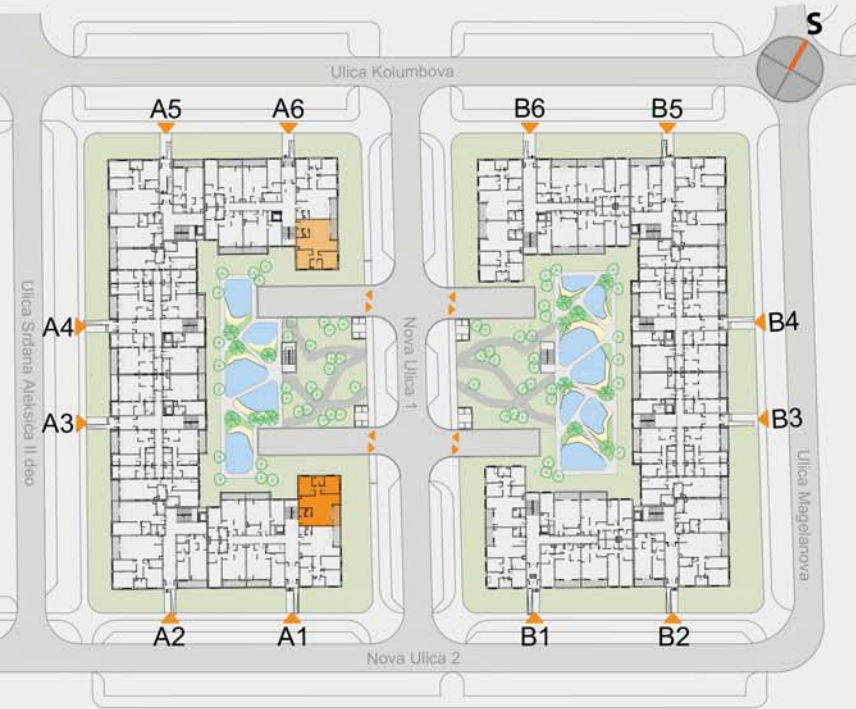 S
Ulica Kolumbova
A5
A6
B6
B5
Ulica Srđana Aleksica II deo
A4
A3
Nova Ulica 1
B4
B3
Ulica Magelanova
A2
A1
B1
B2
Nova Ulica 2